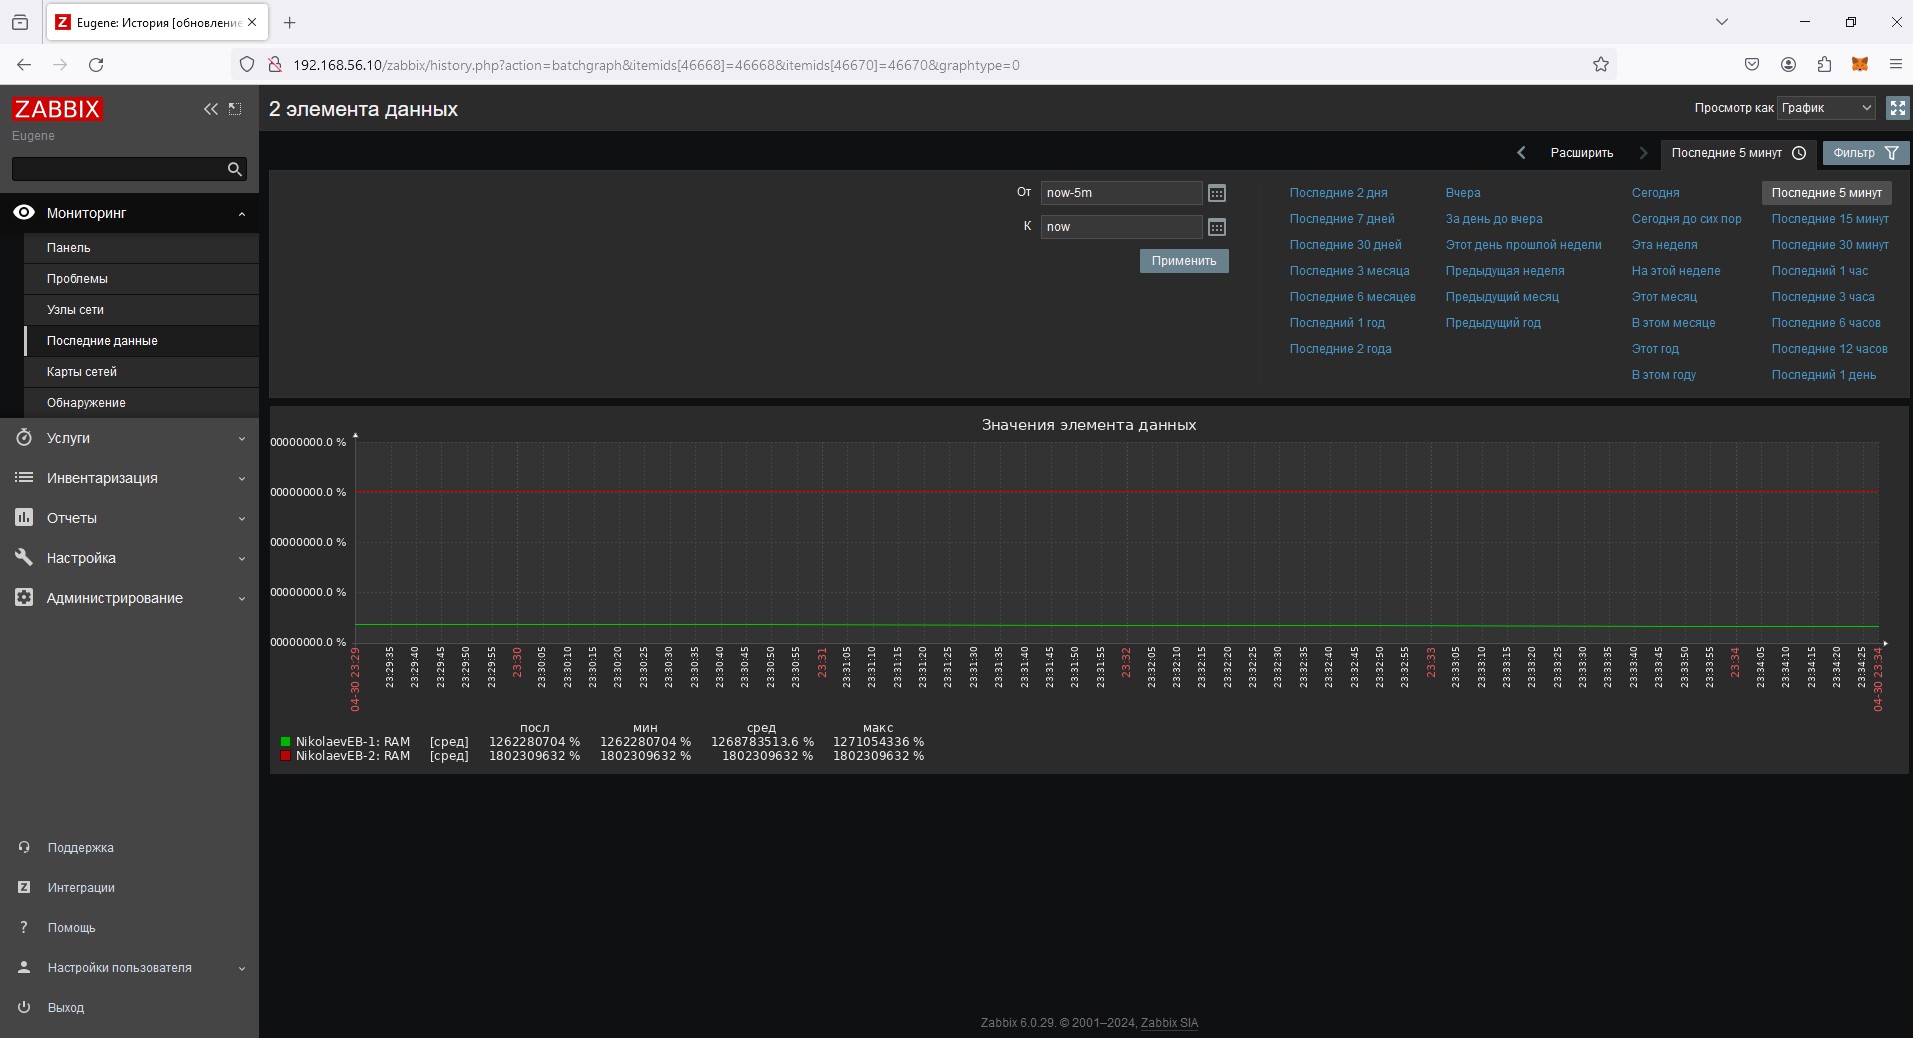 Eugene: История [обновление
192.168.56.10/zabbix/history.php?action=batchgraph&itemids[46668]=46668&itemids[46670]=46670&graphtype=0
ZABBIX
Eugene
Мониторинг
Панель
Проблемы
Узлы сети
Последние данные
Карты сетей
Обнаружение
Услуги
Инвентаризация
Отчеты
Настройка
Администрирование
Поддержка
Z Интеграции
? Помощь
Настройки пользователя
Выход
2 элемента данных
Просмотр как График
Расширить
Последние 5 минут
Фильтр
От now-5m
К now
Применить
Последние 2 дня Вчера Сегодня Последние 5 минут
Последние 7 дней За день до вчера Сегодня до сих пор Последние 15 минут
Последние 30 дней Этот день прошлой недели Эта неделя Последние 30 минут
Последние 3 месяца Предыдущая неделя На этой неделе Последний 1 час
Последние 6 месяцев Предыдущий месяц Этот месяц Последние 3 часа
Последний 1 год Предыдущий год В этом месяце Последние 6 часов
Последние 2 года Этот год Последние 12 часов
В этом году Последний 1 день
Значения элемента данных
00000000.0 %
00000000.0 %
00000000.0 %
00000000.0 %
00000000.0 %
04-30 23:29 23:29:35 23:29:40 23:29:45 23:29:50 23:29:55 23:30 23:30:05 23:30:10 23:30:15 23:30:20 23:30:25 23:30:30 23:30:35 23:30:40 23:30:45 23:30:50 23:30:55 23:31 23:31:05 23:31:10 23:31:15 23:31:20 23:31:25 23:31:30 23:31:35 23:31:40 23:31:45 23:31:50 23:31:55 23:32 23:32:05 23:32:10 23:32:15 23:32:20 23:32:25 23:32:30 23:32:35 23:32:40 23:32:45 23:32:50 23:32:55 23:33 23:33:05 23:33:10 23:33:15 23:33:20 23:33:25 23:33:30 23:33:35 23:33:40 23:33:45 23:33:50 23:33:55 23:34 23:34:05 23:34:10 23:34:15 23:34:20 23:34:25 04-30 23:34
посл мин сред макс
NikolaevEB-1: RAM [сред] 1262280704 % 1262280704 % 1268783513.6 % 1271054336 %
NikolaevEB-2: RAM [сред] 1802309632 % 1802309632 % 1802309632 % 1802309632 %
Zabbix 6.0.29. © 2001–2024, Zabbix SIA